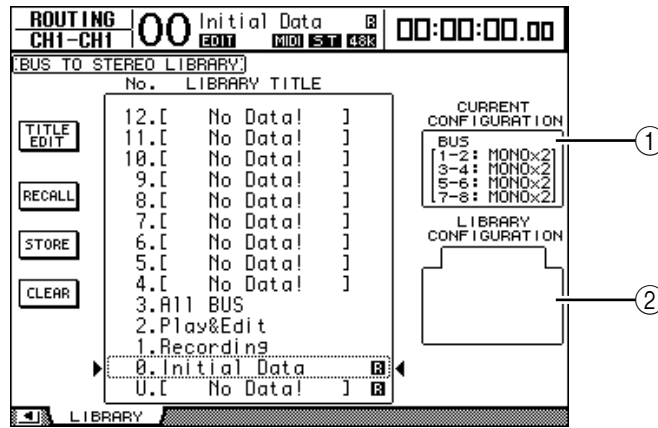 ROUTING
CH1-CH1
00
Initial Data
R
EDIT
MIDI
ST
48K
00:00:00.00
BUS TO STEREO LIBRARY
No. LIBRARY TITLE
12.[ No Data! ]
11.[ No Data! ]
10.[ No Data! ]
9.[ No Data! ]
8.[ No Data! ]
7.[ No Data! ]
6.[ No Data! ]
5.[ No Data! ]
4.[ No Data! ]
3.All BUS
2.Play&Edit
1.Recording
0.Initial Data R
U.[ No Data! ] R
TITLE
EDIT
RECALL
STORE
CLEAR
CURRENT
CONFIGURATION
BUS
[1-2: MONO×2]
3-4: MONO×2
5-6: MONO×2
[7-8: MONO×2]
LIBRARY
CONFIGURATION
1
2
LIBRARY